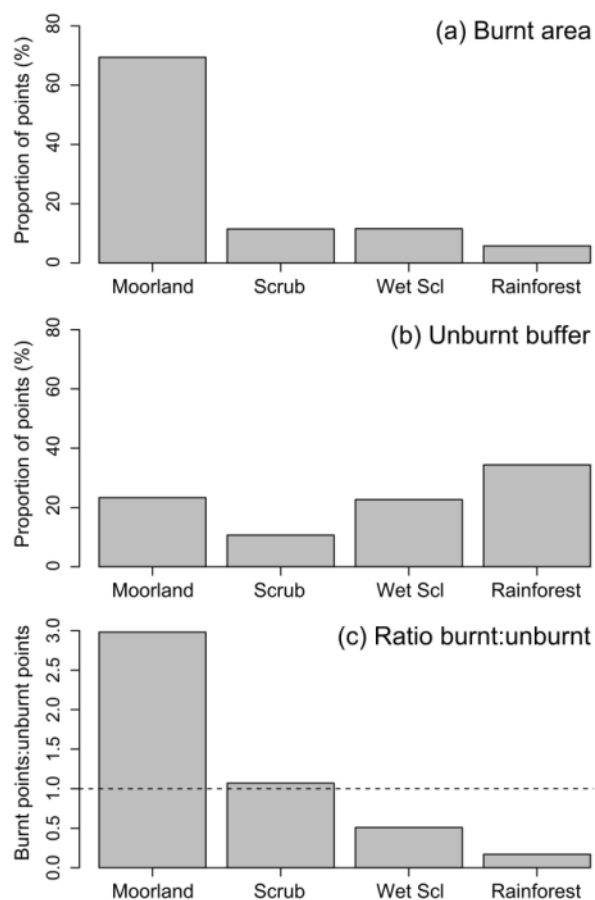 (a) Burnt area
Proportion of points (%)
80
60
40
20
0
Moorland Scrub Wet Scl Rainforest
(b) Unburnt buffer
Proportion of points (%)
80
60
40
20
0
Moorland Scrub Wet Scl Rainforest
(c) Ratio burnt:unburnt
Burnt points:unburnt points
3.0
2.5
2.0
1.5
1.0
0.5
0.0
Moorland Scrub Wet Scl Rainforest